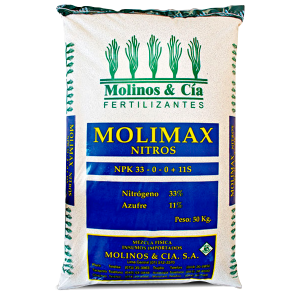 Molinos & Cía
FERTILIZANTES
MOLIMAX
NITROS
NPK 33 - 0 - 0 + 11S
Nitrógeno 33%
Azufre 11%
Peso: 50 Kg.
MEZCLA FISICA
INSUMOS IMPORTADOS
MOLINOS & CIA. S.A.